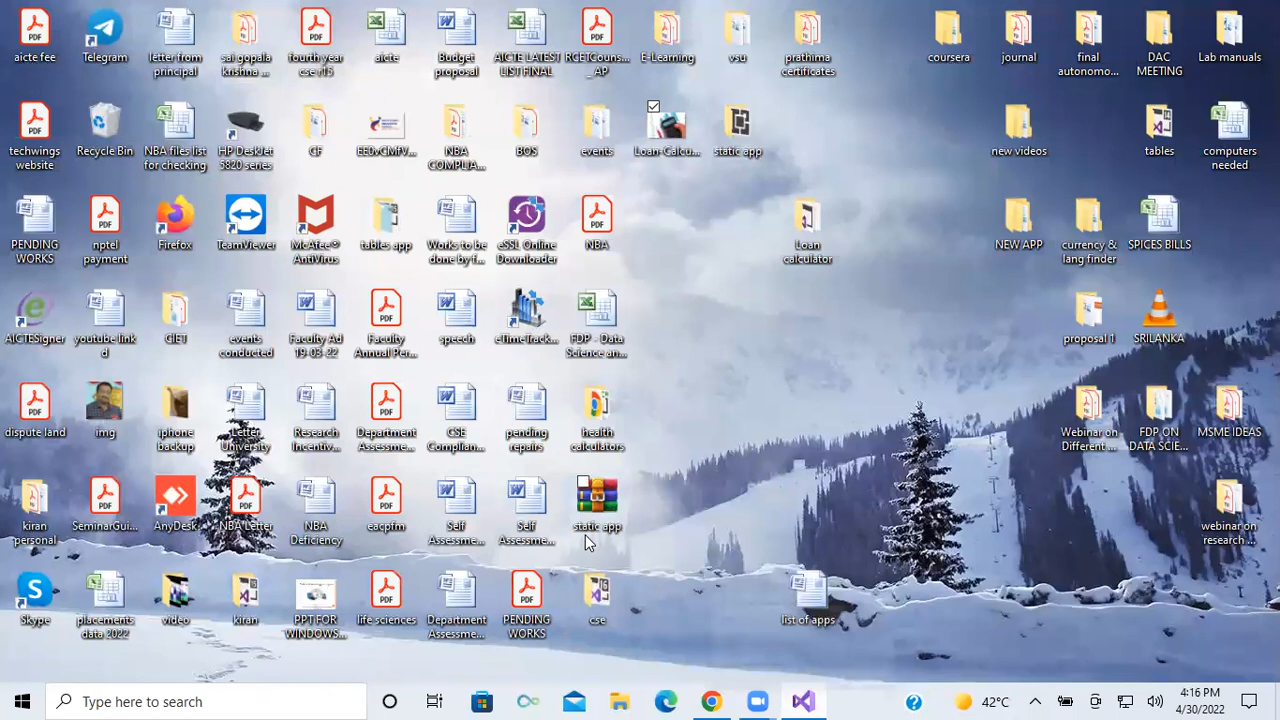 aicte fee
Telegram
letter from principal
sai gopala krishna ...
fourth year cse r15
aicte
Budget proposal
AICTE LATEST LIST FINAL
RCETCouns... _AP
E-Learning
vsu
prathima certificates
coursera
journal
final autonomo...
DAC MEETING
Lab manuals
techwings website
Recycle Bin
NBA files list for checking
HP DeskJet 5820 series
CF
EE0vCMfV...
NBA COMPLIA...
BOS
events
Loan-Calcu...
static app
new videos
tables
computers needed
PENDING WORKS
nptel payment
Firefox
TeamViewer
McAfee® AntiVirus
tables app
Works to be done by f...
eSSL Online Downloader
NBA
Loan calculator
NEW APP
currency & lang finder
SPICES BILLS
AICTESigner
youtube link d
CIET
events conducted
Faculty Ad 19-03-22
Faculty Annual Per...
speech
eTimeTrack...
FDP - Data Science an...
proposal 1
SRILANKA
dispute land
img
iphone backup
Letter University
Research Incentiv...
Department Assessme...
CSE Complian...
pending repairs
health calculators
Webinar on Different ...
FDP ON DATA SCIE...
MSME IDEAS
kiran personal
SeminarGui...
AnyDesk
NBA Letter
NBA Deficiency
eacpfm
Self Assessme...
Self Assessme...
static app
webinar on research ...
Skype
placements data 2022
video
kiran
PPT FOR WINDOWS...
life sciences
Department Assessme...
PENDING WORKS
cse
list of apps
Type here to search
42°C
4:16 PM
4/30/2022